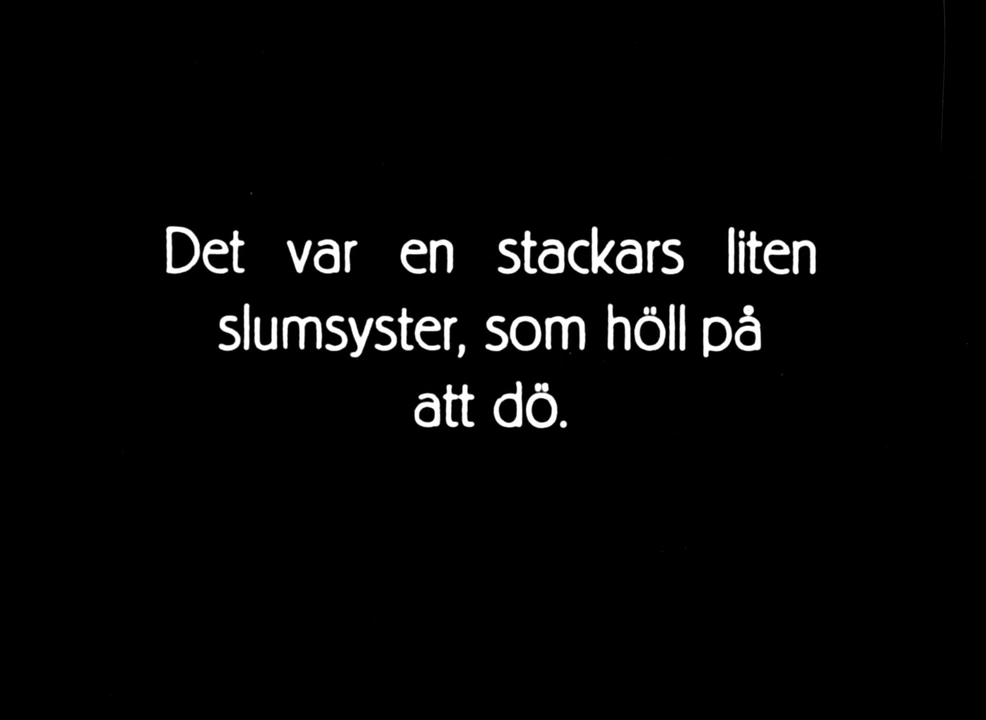 Det var en stackars liten
slumsyster, som höll på
att dö.